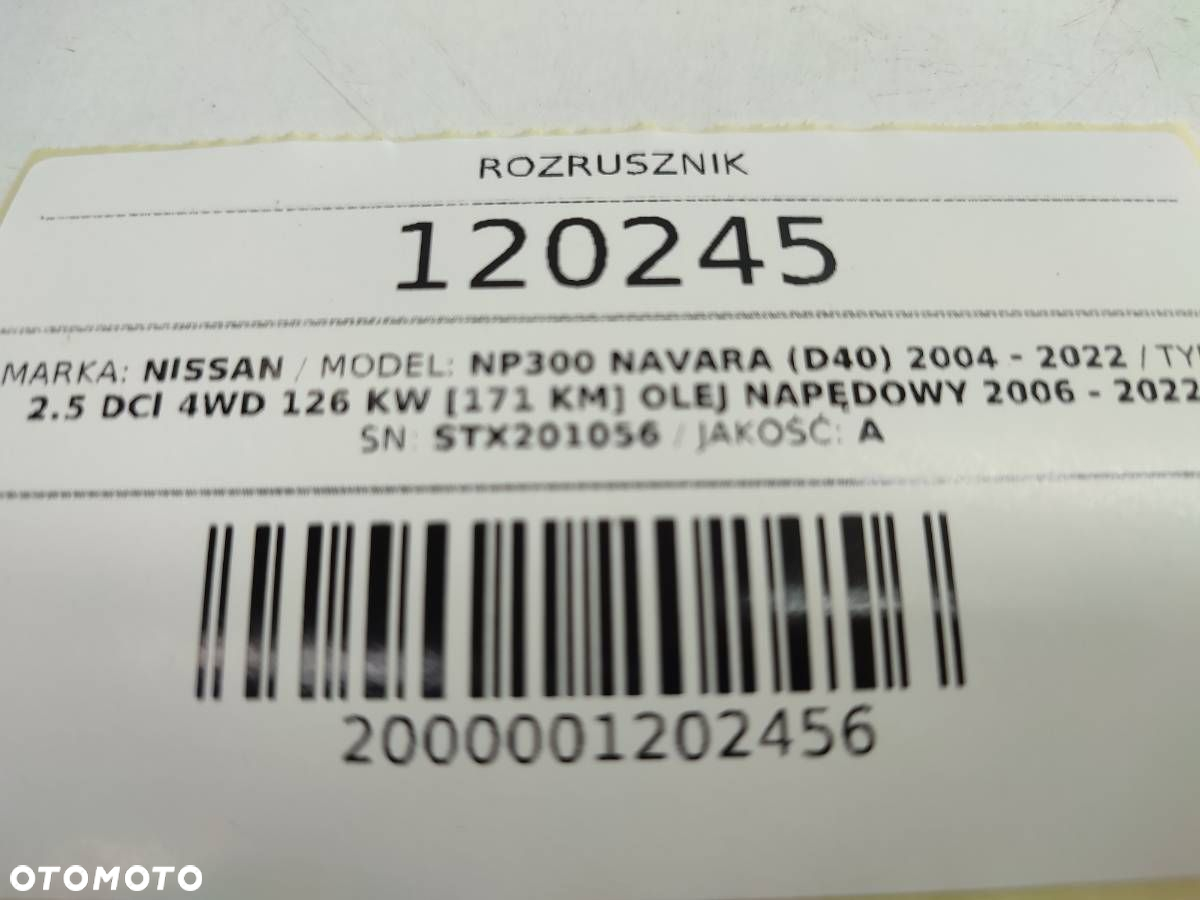 ROZRUSZNIK
120245
MARKA: NISSAN / MODEL: NP300 NAVARA (D40) 2004 - 2022 / TYP
2.5 DCI 4WD 126 KW [171 KM] OLEJ NAPĘDOWY 2006 - 2022
SN: STX201056 / JAKOŚĆ: A
2000001202456
OTOMOTO